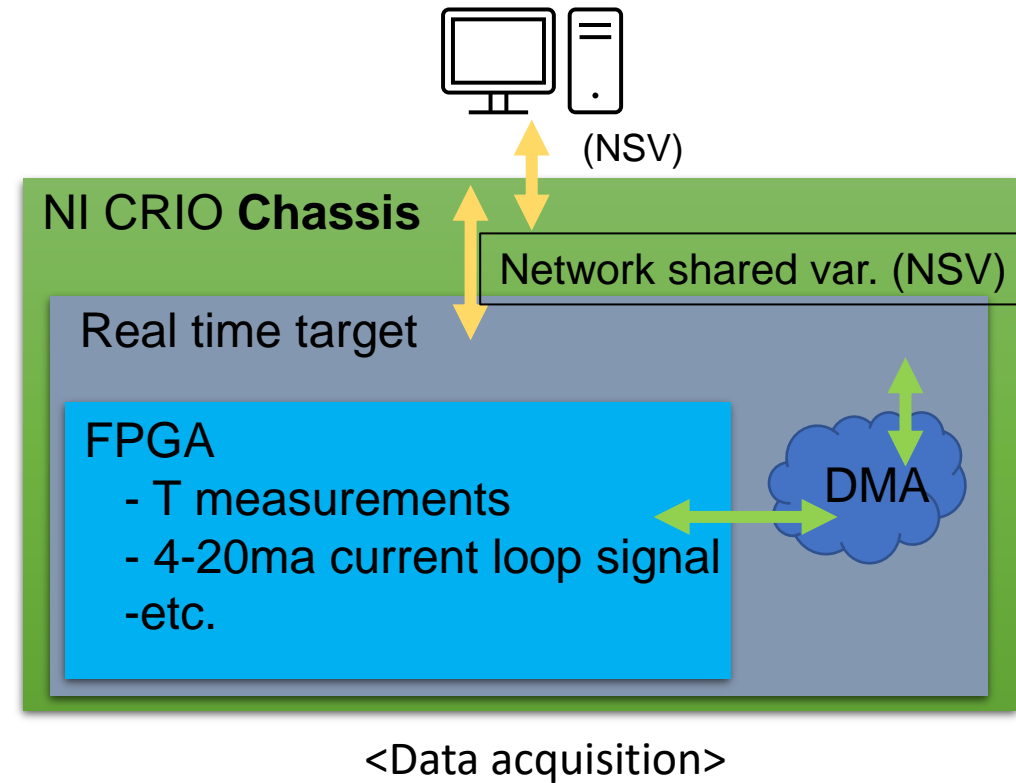 (NSV)
NI CRIO Chassis
Network shared var. (NSV)
Real time target
FPGA
- T measurements
- 4-20ma current loop signal
-etc.
DMA
<Data acquisition>